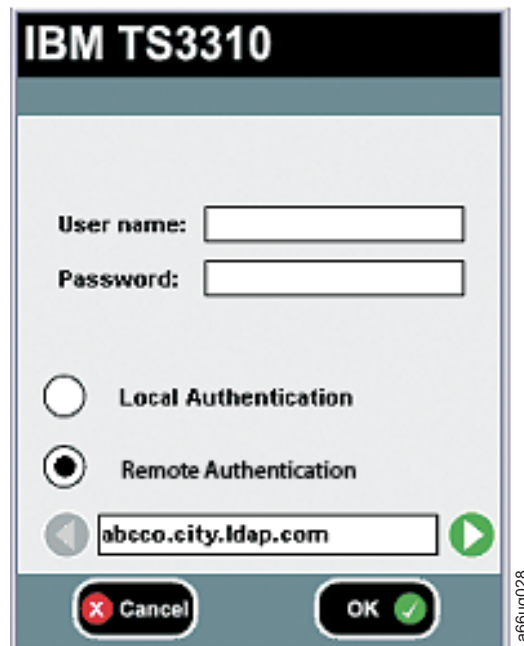 IBM TS3310
User name:
Password:
Local Authentication
Remote Authentication
abcco.city.ldap.com
X Cancel
OK
a66ug028